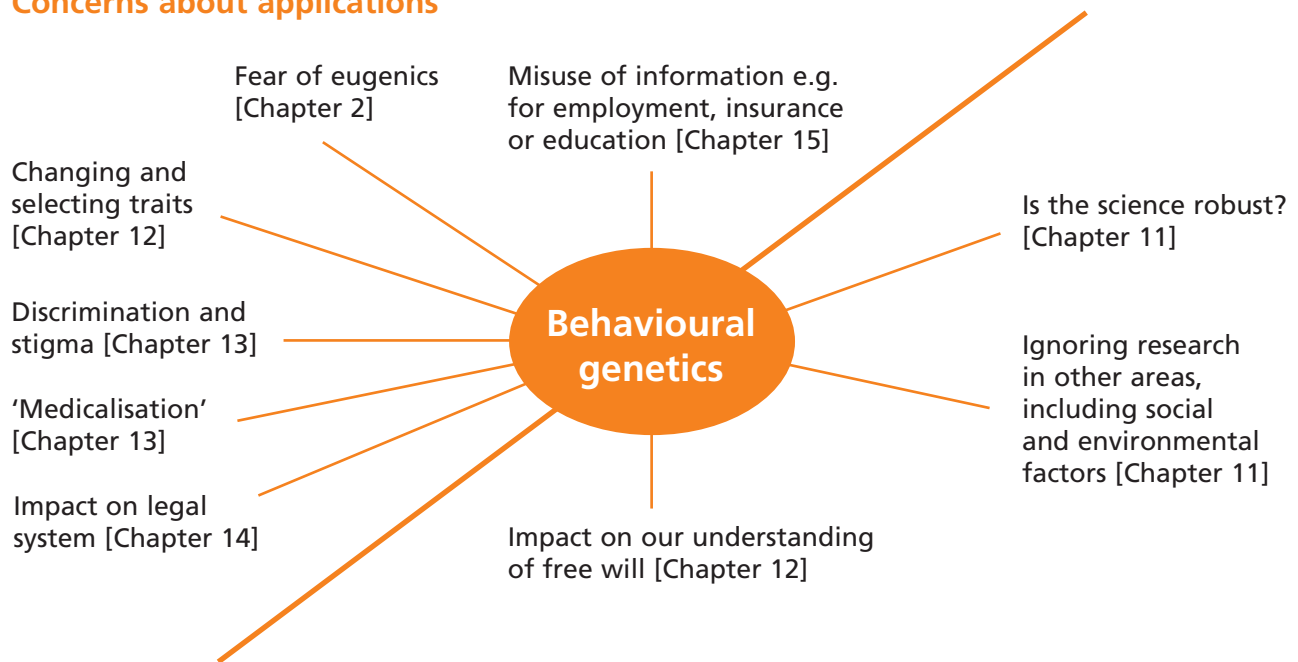 Concerns about applications
Fear of eugenics
[Chapter 2]
Misuse of information e.g.
for employment, insurance
or education [Chapter 15]
Changing and
selecting traits
[Chapter 12]
Is the science robust?
[Chapter 11]
Discrimination and
stigma [Chapter 13]
Behavioural
genetics
Ignoring research
in other areas,
including social
and environmental
factors [Chapter 11]
'Medicalisation'
[Chapter 13]
Impact on legal
system [Chapter 14]
Impact on our understanding
of free will [Chapter 12]